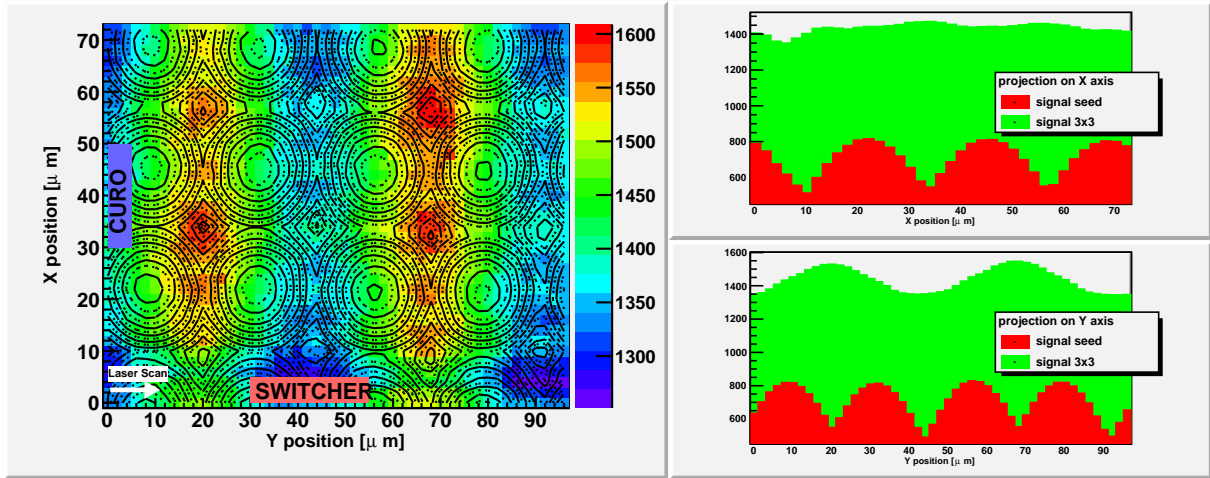 70
60
50
40
30
20
10
0
X position [μ m]
CURO
Laser Scan
SWITCHER
0 10 20 30 40 50 60 70 80 90
Y position [μ m]
1600
1550
1500
1450
1400
1350
1300
1400
1200
1000
800
600
projection on X axis
signal seed
signal 3x3
0 10 20 30 40 50 60 70
X position [μ m]
1600
1400
1200
1000
800
600
projection on Y axis
signal seed
signal 3x3
0 10 20 30 40 50 60 70 80 90
Y position [μ m]